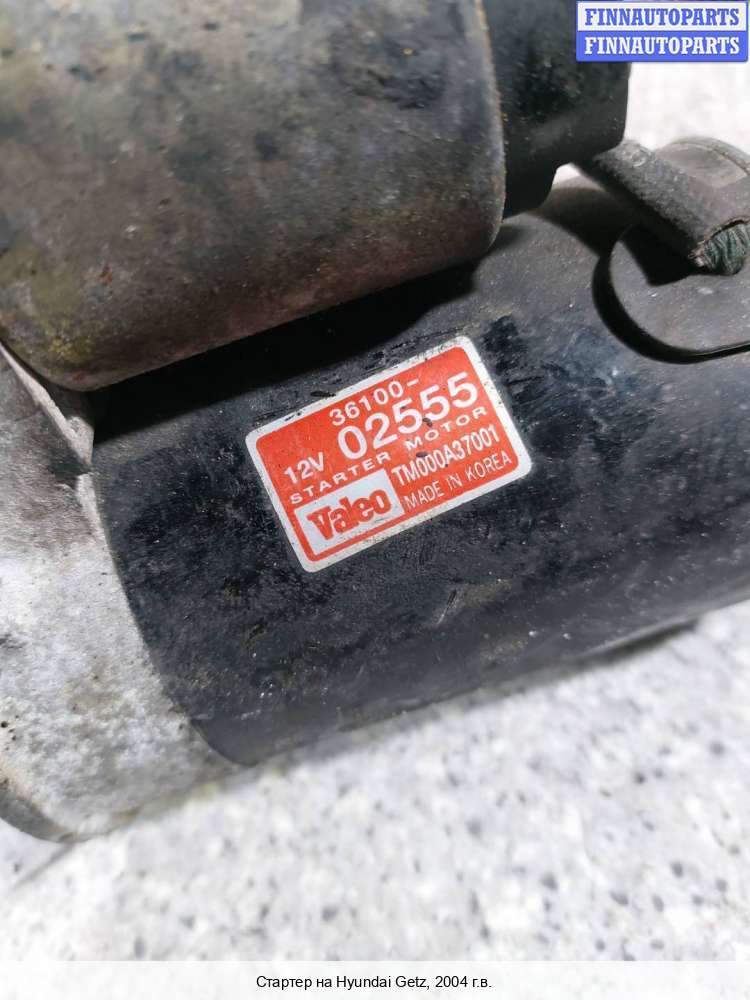 FINNAUTOPARTS
FINNAUTOPARTS
36100-
12V 02555
STARTER MOTOR
Valeo TM000A37001
MADE IN KOREA
Стартер на Hyundai Getz, 2004 г.в.